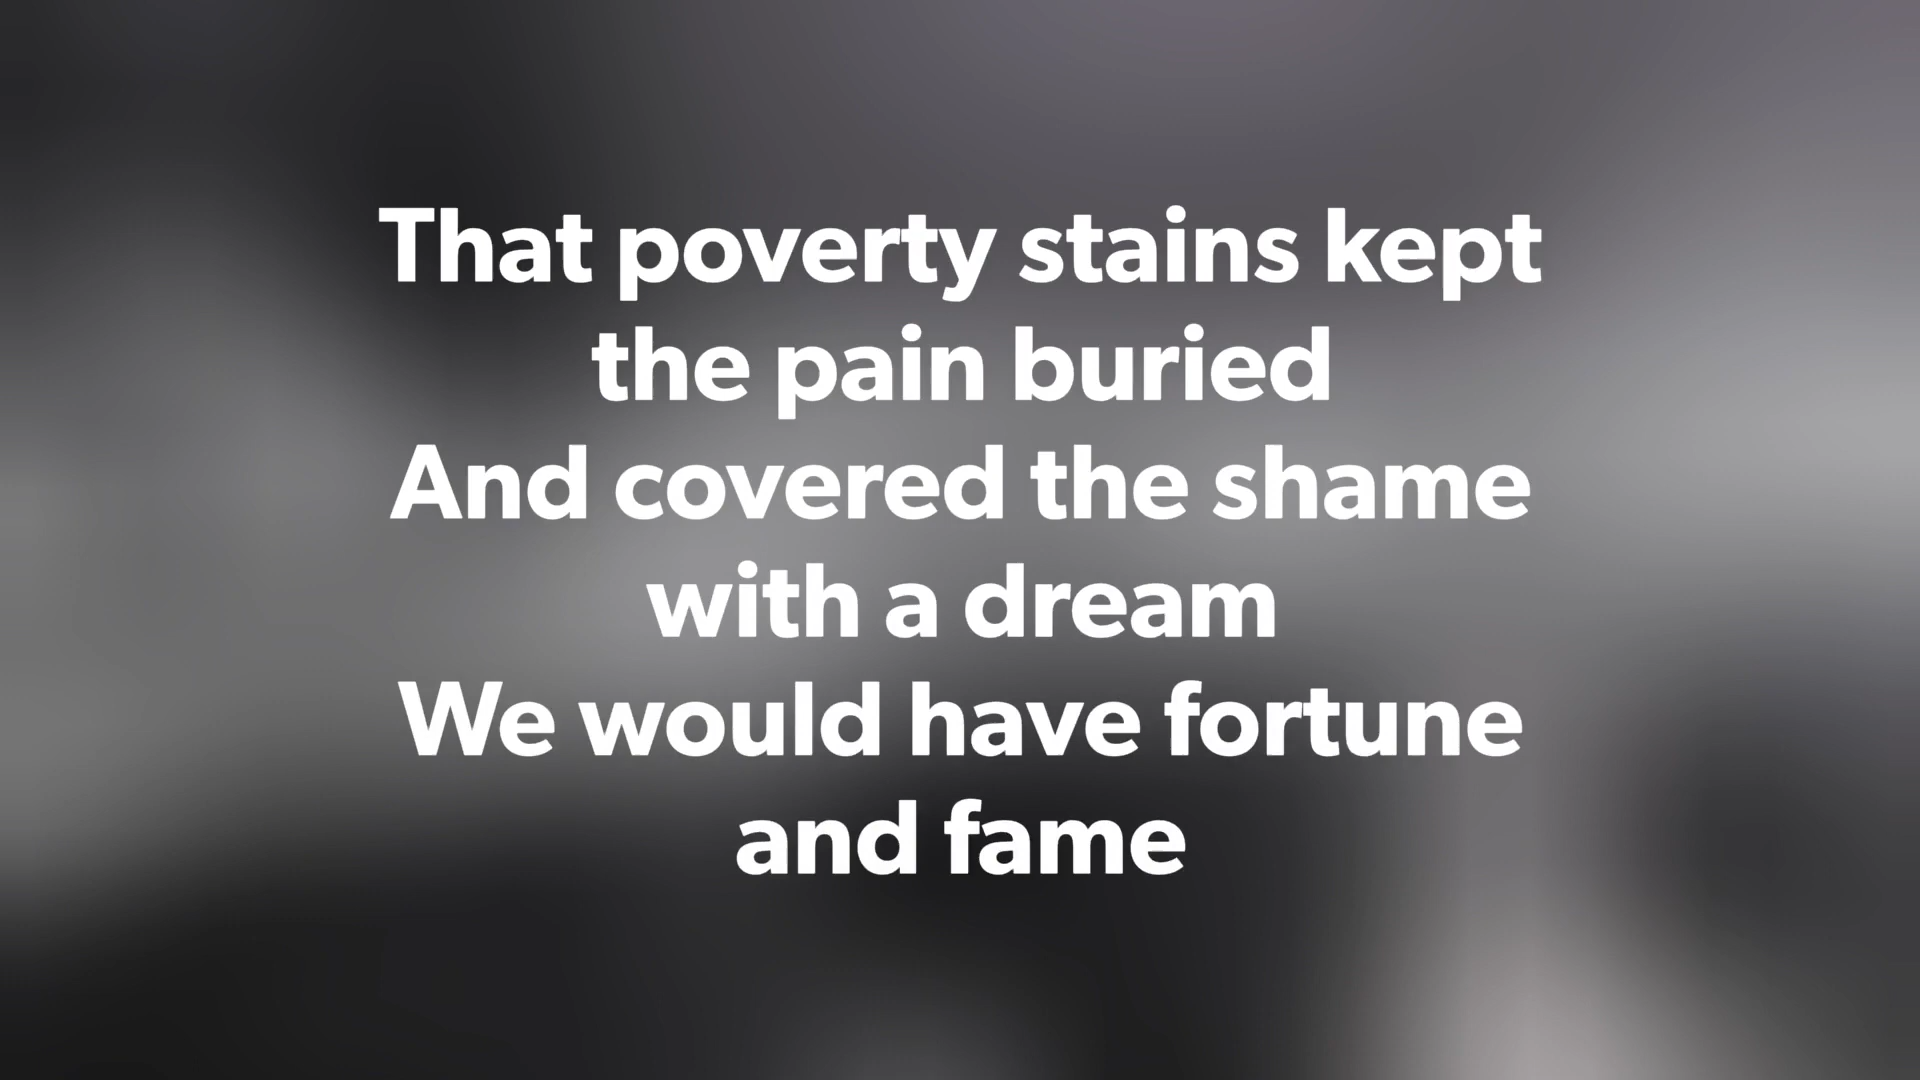 That poverty stains kept
the pain buried
And covered the shame
with a dream
We would have fortune
and fame